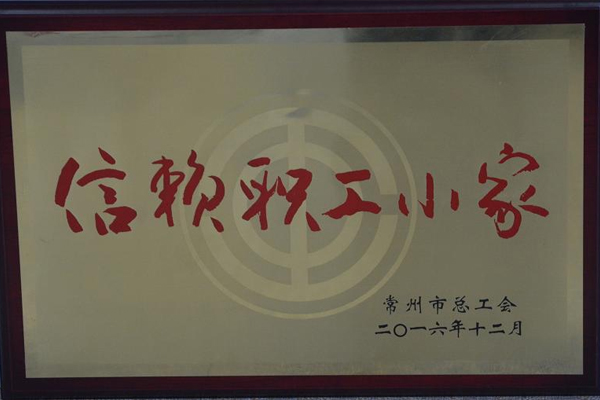 信赖职工小家
常州市总工会
二〇一六年十二月